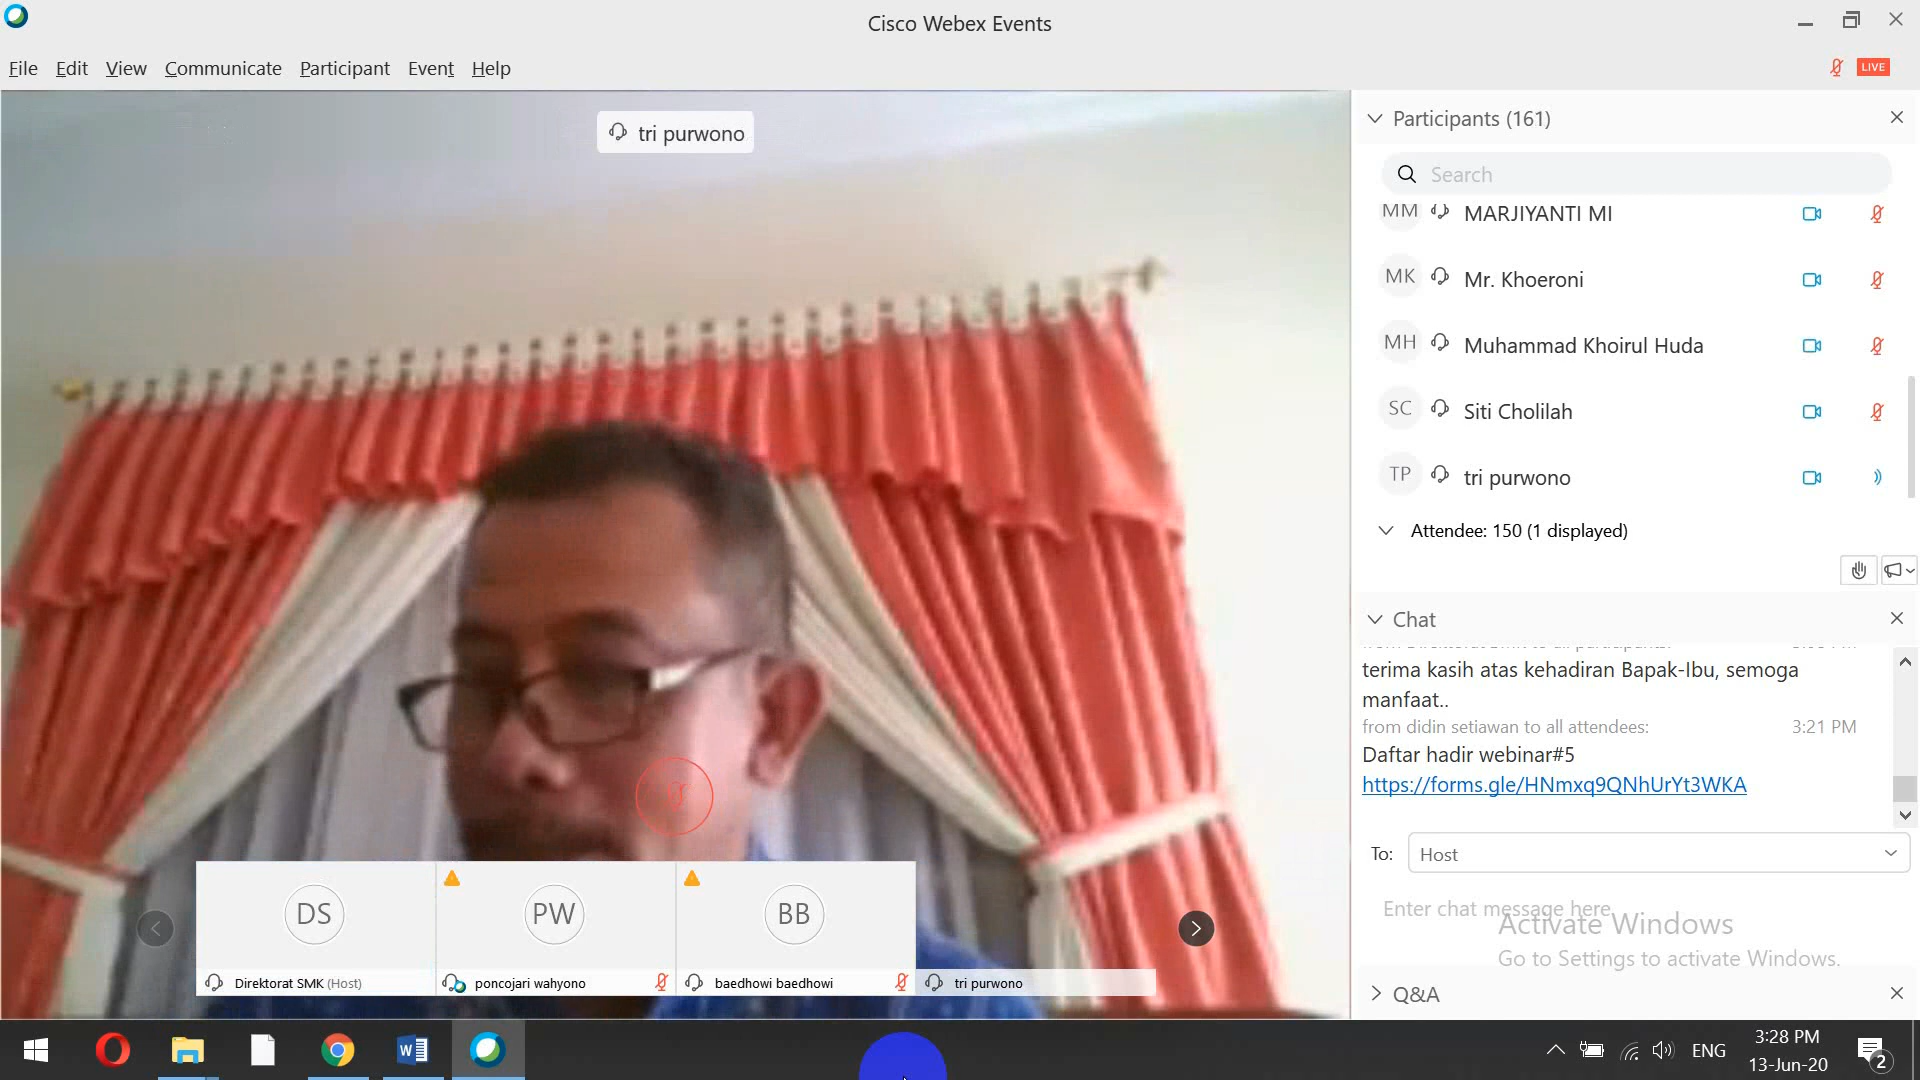 Cisco Webex Events
File Edit View Communicate Participant Event Help
LIVE
tri purwono
Participants (161)
Search
MM MARJIYANTI MI
MK Mr. Khoeroni
MH Muhammad Khoirul Huda
SC Siti Cholilah
TP tri purwono
Attendee: 150 (1 displayed)
Chat
terima kasih atas kehadiran Bapak-Ibu, semoga
manfaat..
from didin setiawan to all attendees: 3:21 PM
Daftar hadir webinar#5
https://forms.gle/HNmxq9QNhUrYt3WKA
To: Host
Enter chat message here
Activate Windows
Go to Settings to activate Windows.
Q&A
DS PW BB
Direktorat SMK (Host) poncojari wahyono baedhowi baedhowi tri purwono
ENG
3:28 PM
13-Jun-20
2